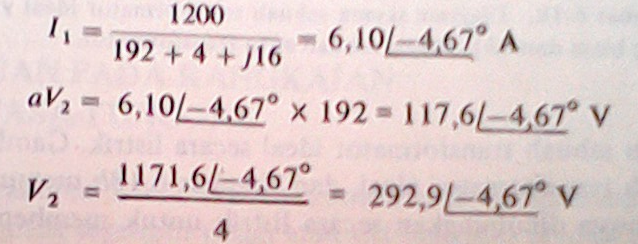 I₁ = 1200 / (192 + 4 + j16) = 6,10/−4,67° A
aV₂ = 6,10/−4,67° × 192 = 117,6/−4,67° V
V₂ = 1171,6/−4,67° / 4 = 292,9/−4,67° V